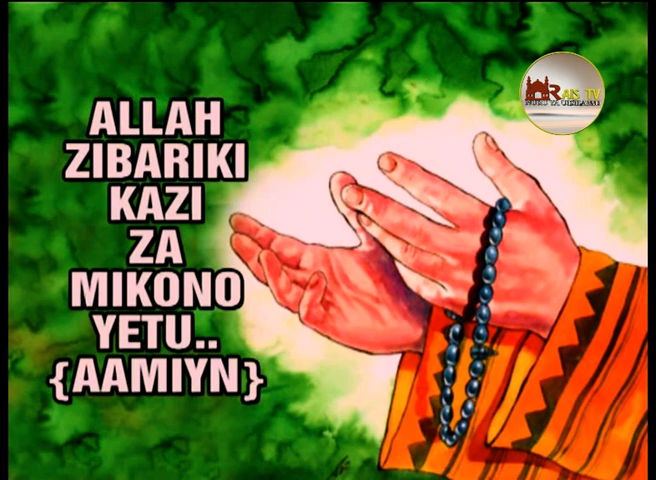 ALLAH
ZIBARIKI
KAZI
ZA
MIKONO
YETU..
{AAMIYN}
RAIS TV